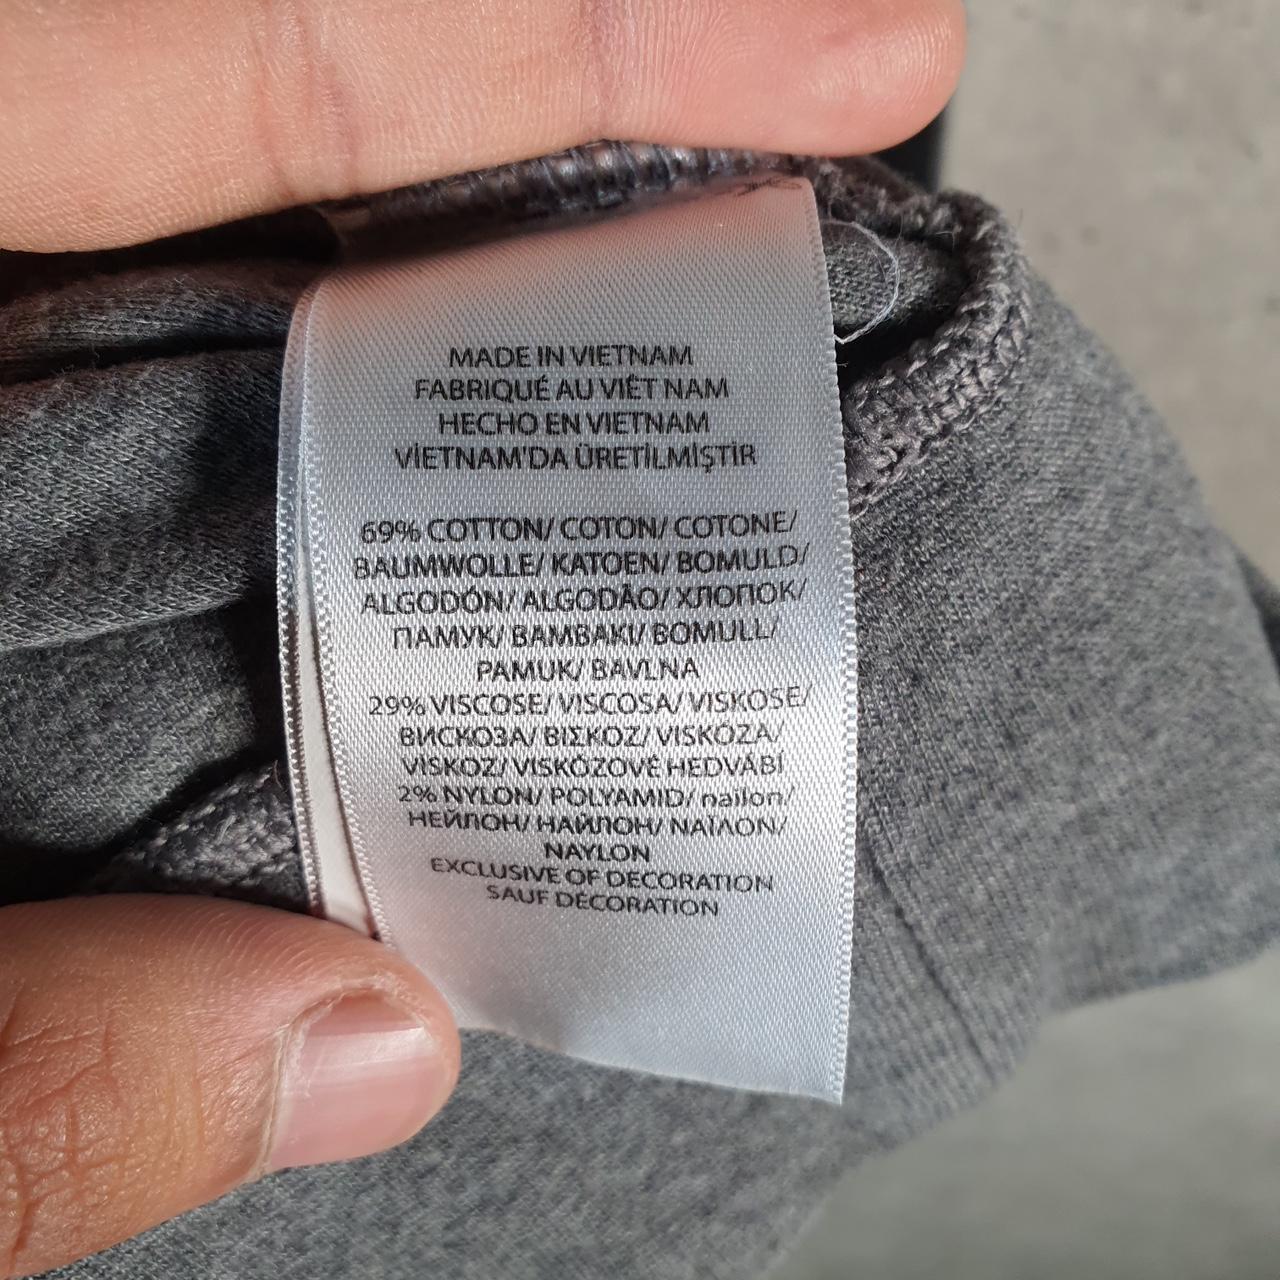 MADE IN VIETNAM
FABRIQUÉ AU VIÊT NAM
HECHO EN VIETNAM
VİETNAM'DA ÜRETİLMİŞTİR
69% COTTON/ COTON/ COTONE/
BAUMWOLLE/ KATOEN/ BOMULD/
ALGODÓN/ ALGODÃO/ ХЛОПОК/
ПАМУК/ BAMBAKI/ BOMULL/
PAMUK/ BAVLNA
29% VISCOSE/ VISCOSA/ VISKOSE/
ВИСКОЗА/ ΒΙΣΚΟΖ/ VISKÓZA/
VISKOZ/ VISKÓZOVÉ HEDVÁBÍ
2% NYLON/ POLYAMID/ nailon/
НЕЙЛОН/ НАЙЛОН/ ΝΑΪΛΟΝ/
NAYLON
EXCLUSIVE OF DECORATION
SAUF DÉCORATION